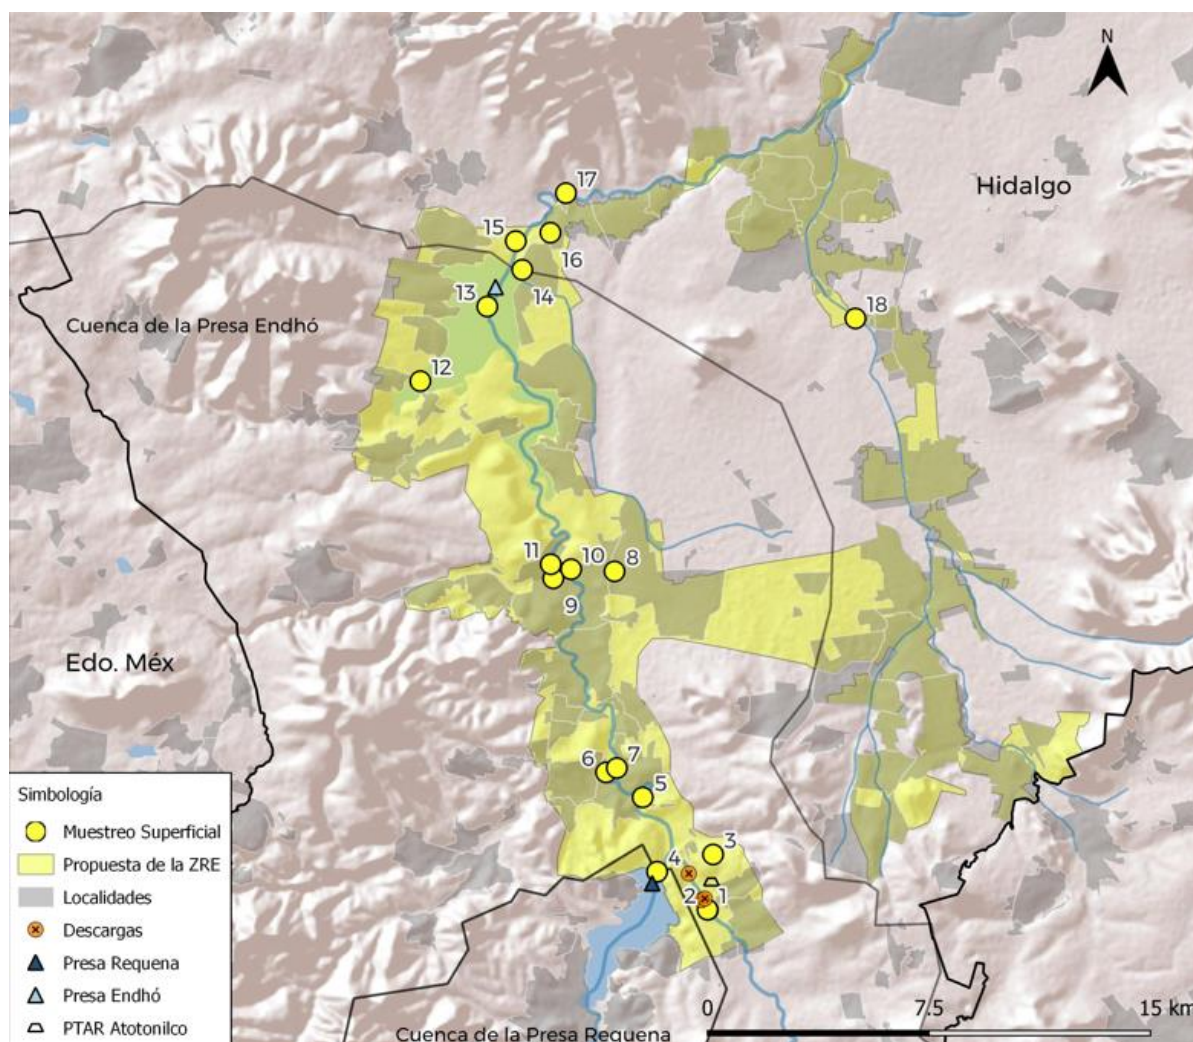 N
Hidalgo
17
15
16
14
13
18
Cuenca de la Presa Endhó
12
11
10
8
9
Edo. Méx
6
7
5
3
4
2
1
Simbología
Muestreo Superficial
Propuesta de la ZRE
Localidades
Descargas
Presa Requena
Presa Endhó
PTAR Atotonilco
0 7.5 15 km
Cuenca de la Presa Requena